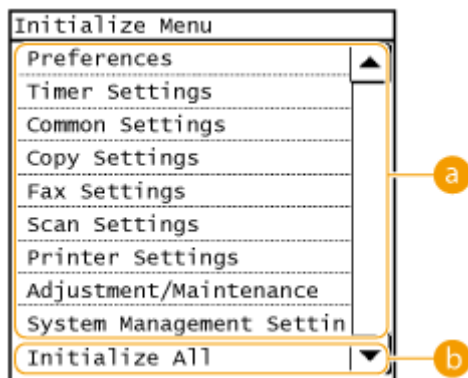 Initialize Menu
Preferences
Timer Settings
Common Settings
Copy Settings
Fax Settings
Scan Settings
Printer Settings
Adjustment/Maintenance
System Management Settin
Initialize All
a
b